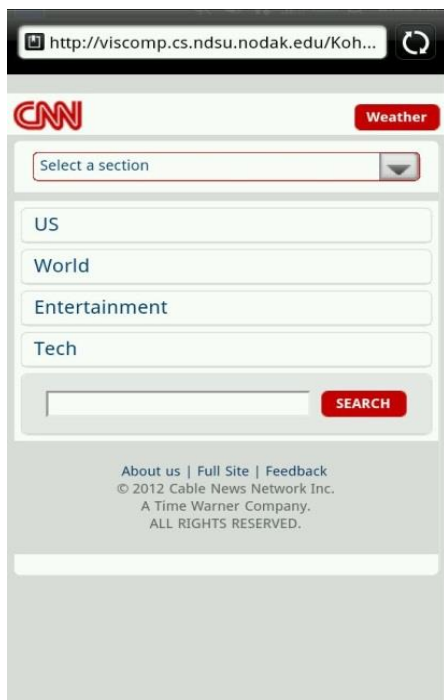 http://viscomp.cs.ndsu.nodak.edu/Koh...
CNN
Weather
Select a section
US
World
Entertainment
Tech
SEARCH
About us | Full Site | Feedback
© 2012 Cable News Network Inc.
A Time Warner Company.
ALL RIGHTS RESERVED.